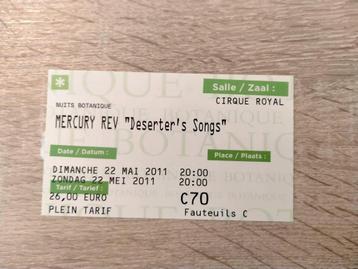 Salle / Zaal :
CIRQUE ROYAL
NUITS BOTANIQUE
MERCURY REV "Deserter's Songs"
Date / Datum :
Place / Plaats :
DIMANCHE 22 MAI 2011 20:00
ZONDAG 22 MEI 2011 20:00
Tarif / Tarief :
26,00 EURO
C70
PLEIN TARIF
Fauteuils C